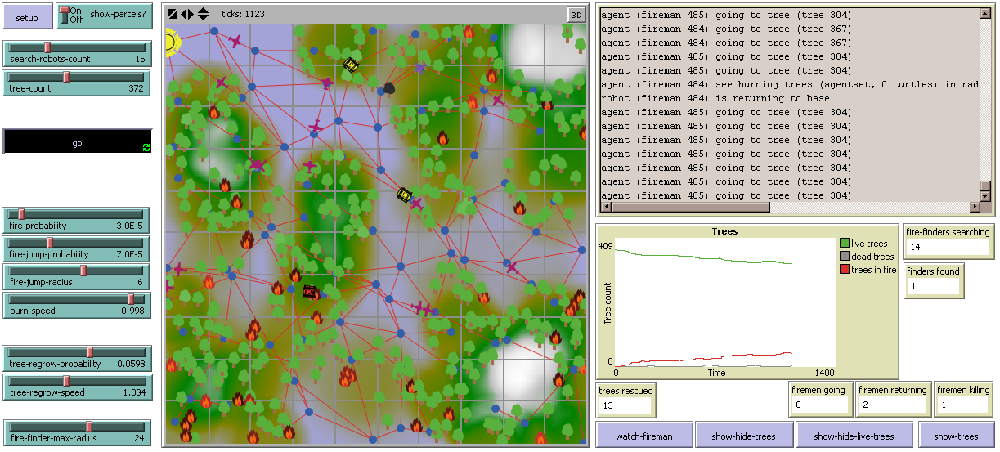 setup
On
Off
show-parcels?
search-robots-count 15
tree-count 372
go
fire-probability 3.0E-5
fire-jump-probability 7.0E-5
fire-jump-radius 6
burn-speed 0.998
tree-regrow-probability 0.0598
tree-regrow-speed 1.084
fire-finder-max-radius 24
ticks: 1123
3D
agent (fireman 485) going to tree (tree 304)
agent (fireman 484) going to tree (tree 367)
agent (fireman 484) going to tree (tree 367)
agent (fireman 485) going to tree (tree 304)
agent (fireman 485) going to tree (tree 304)
agent (fireman 484) see burning trees (agentset, 0 turtles) in radi
robot (fireman 484) is returning to base
agent (fireman 485) going to tree (tree 304)
agent (fireman 485) going to tree (tree 304)
agent (fireman 485) going to tree (tree 304)
agent (fireman 485) going to tree (tree 304)
agent (fireman 485) going to tree (tree 304)
agent (fireman 485) going to tree (tree 304)
agent (fireman 485) going to tree (tree 304)
Trees
409
Tree count
0
0
Time
1400
live trees
dead trees
trees in fire
fire-finders searching
14
finders found
1
trees rescued
13
firemen going
0
firemen returning
2
firemen killing
1
watch-fireman
show-hide-trees
show-hide-live-trees
show-trees